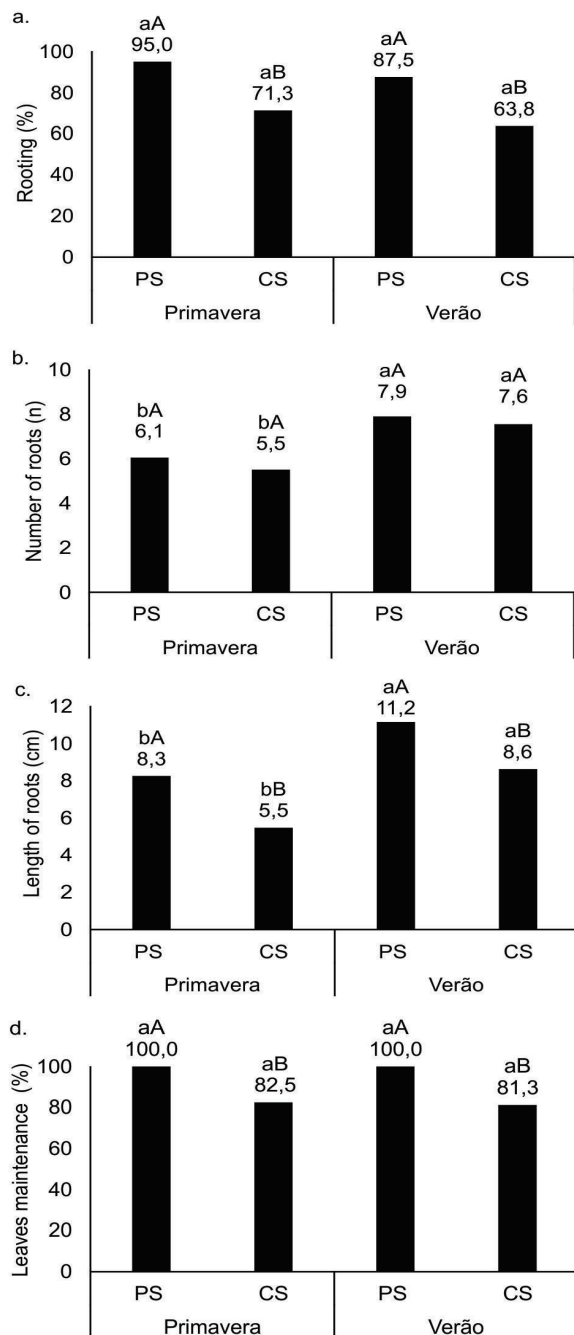 a.
Rooting (%)
100
80
60
40
20
0
aA
95,0
aB
71,3
aA
87,5
aB
63,8
PS
CS
PS
CS
Primavera
Verão
b.
Number of roots (n)
10
8
6
4
2
0
bA
6,1
bA
5,5
aA
7,9
aA
7,6
PS
CS
PS
CS
Primavera
Verão
c.
Length of roots (cm)
12
10
8
6
4
2
0
bA
8,3
bB
5,5
aA
11,2
aB
8,6
PS
CS
PS
CS
Primavera
Verão
d.
Leaves maintenance (%)
100
80
60
40
20
0
aA
100,0
aB
82,5
aA
100,0
aB
81,3
PS
CS
PS
CS
Primavera
Verão